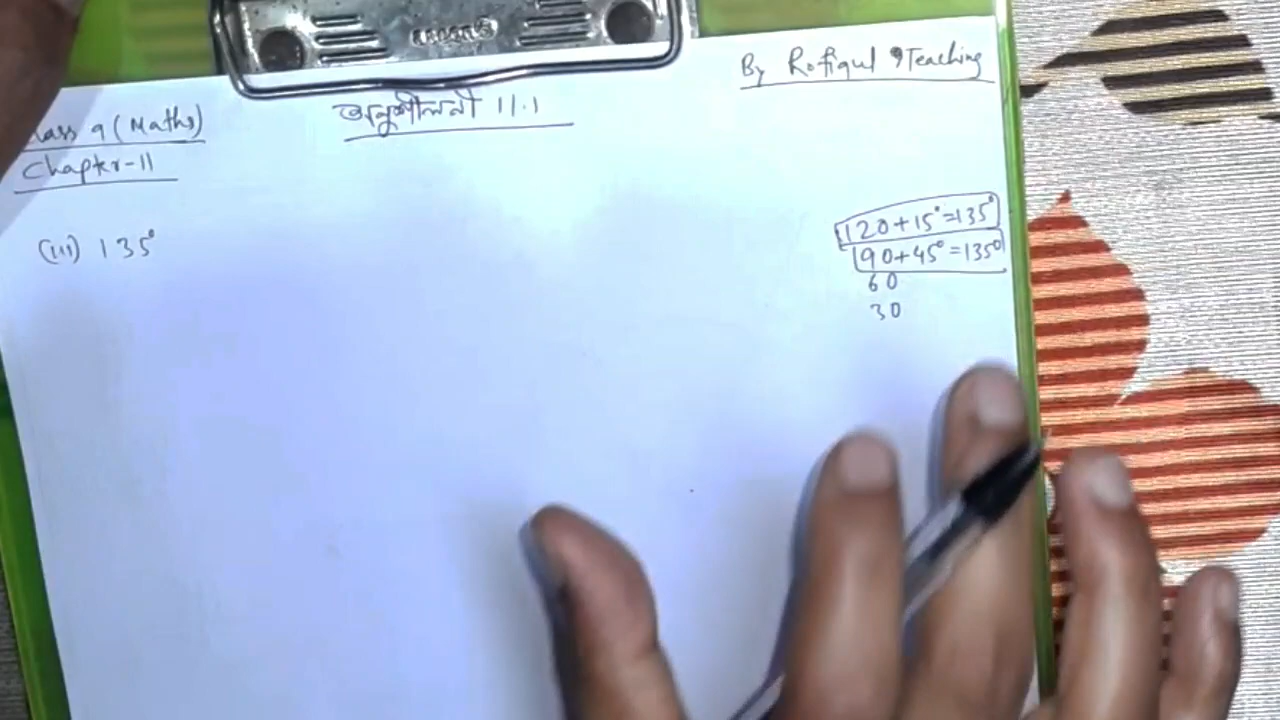 By Rofiqul Teaching
অনুশীলনী 11.1
lass 9 (Maths)
Chapter-11
(iii) 135°
120+15°=135°
90+45°=135°
60
30